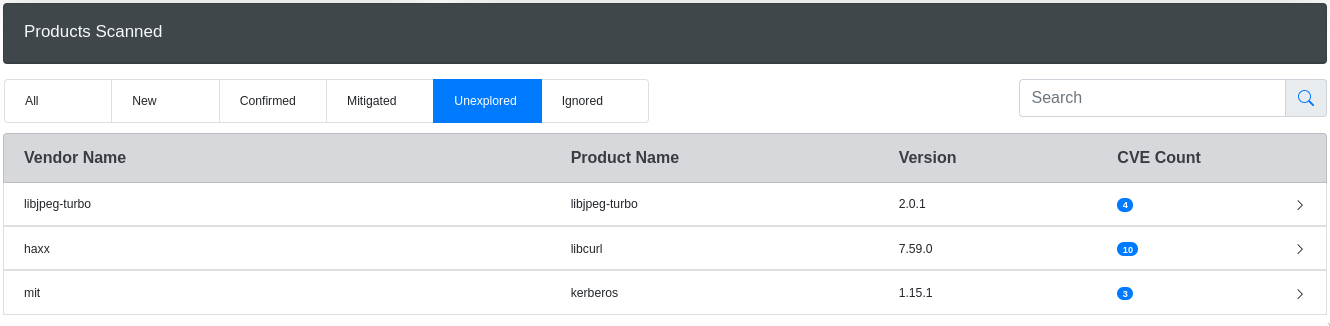 Products Scanned
All New Confirmed Mitigated Unexplored Ignored Search
Vendor Name Product Name Version CVE Count
libjpeg-turbo libjpeg-turbo 2.0.1 4
haxx libcurl 7.59.0 10
mit kerberos 1.15.1 3